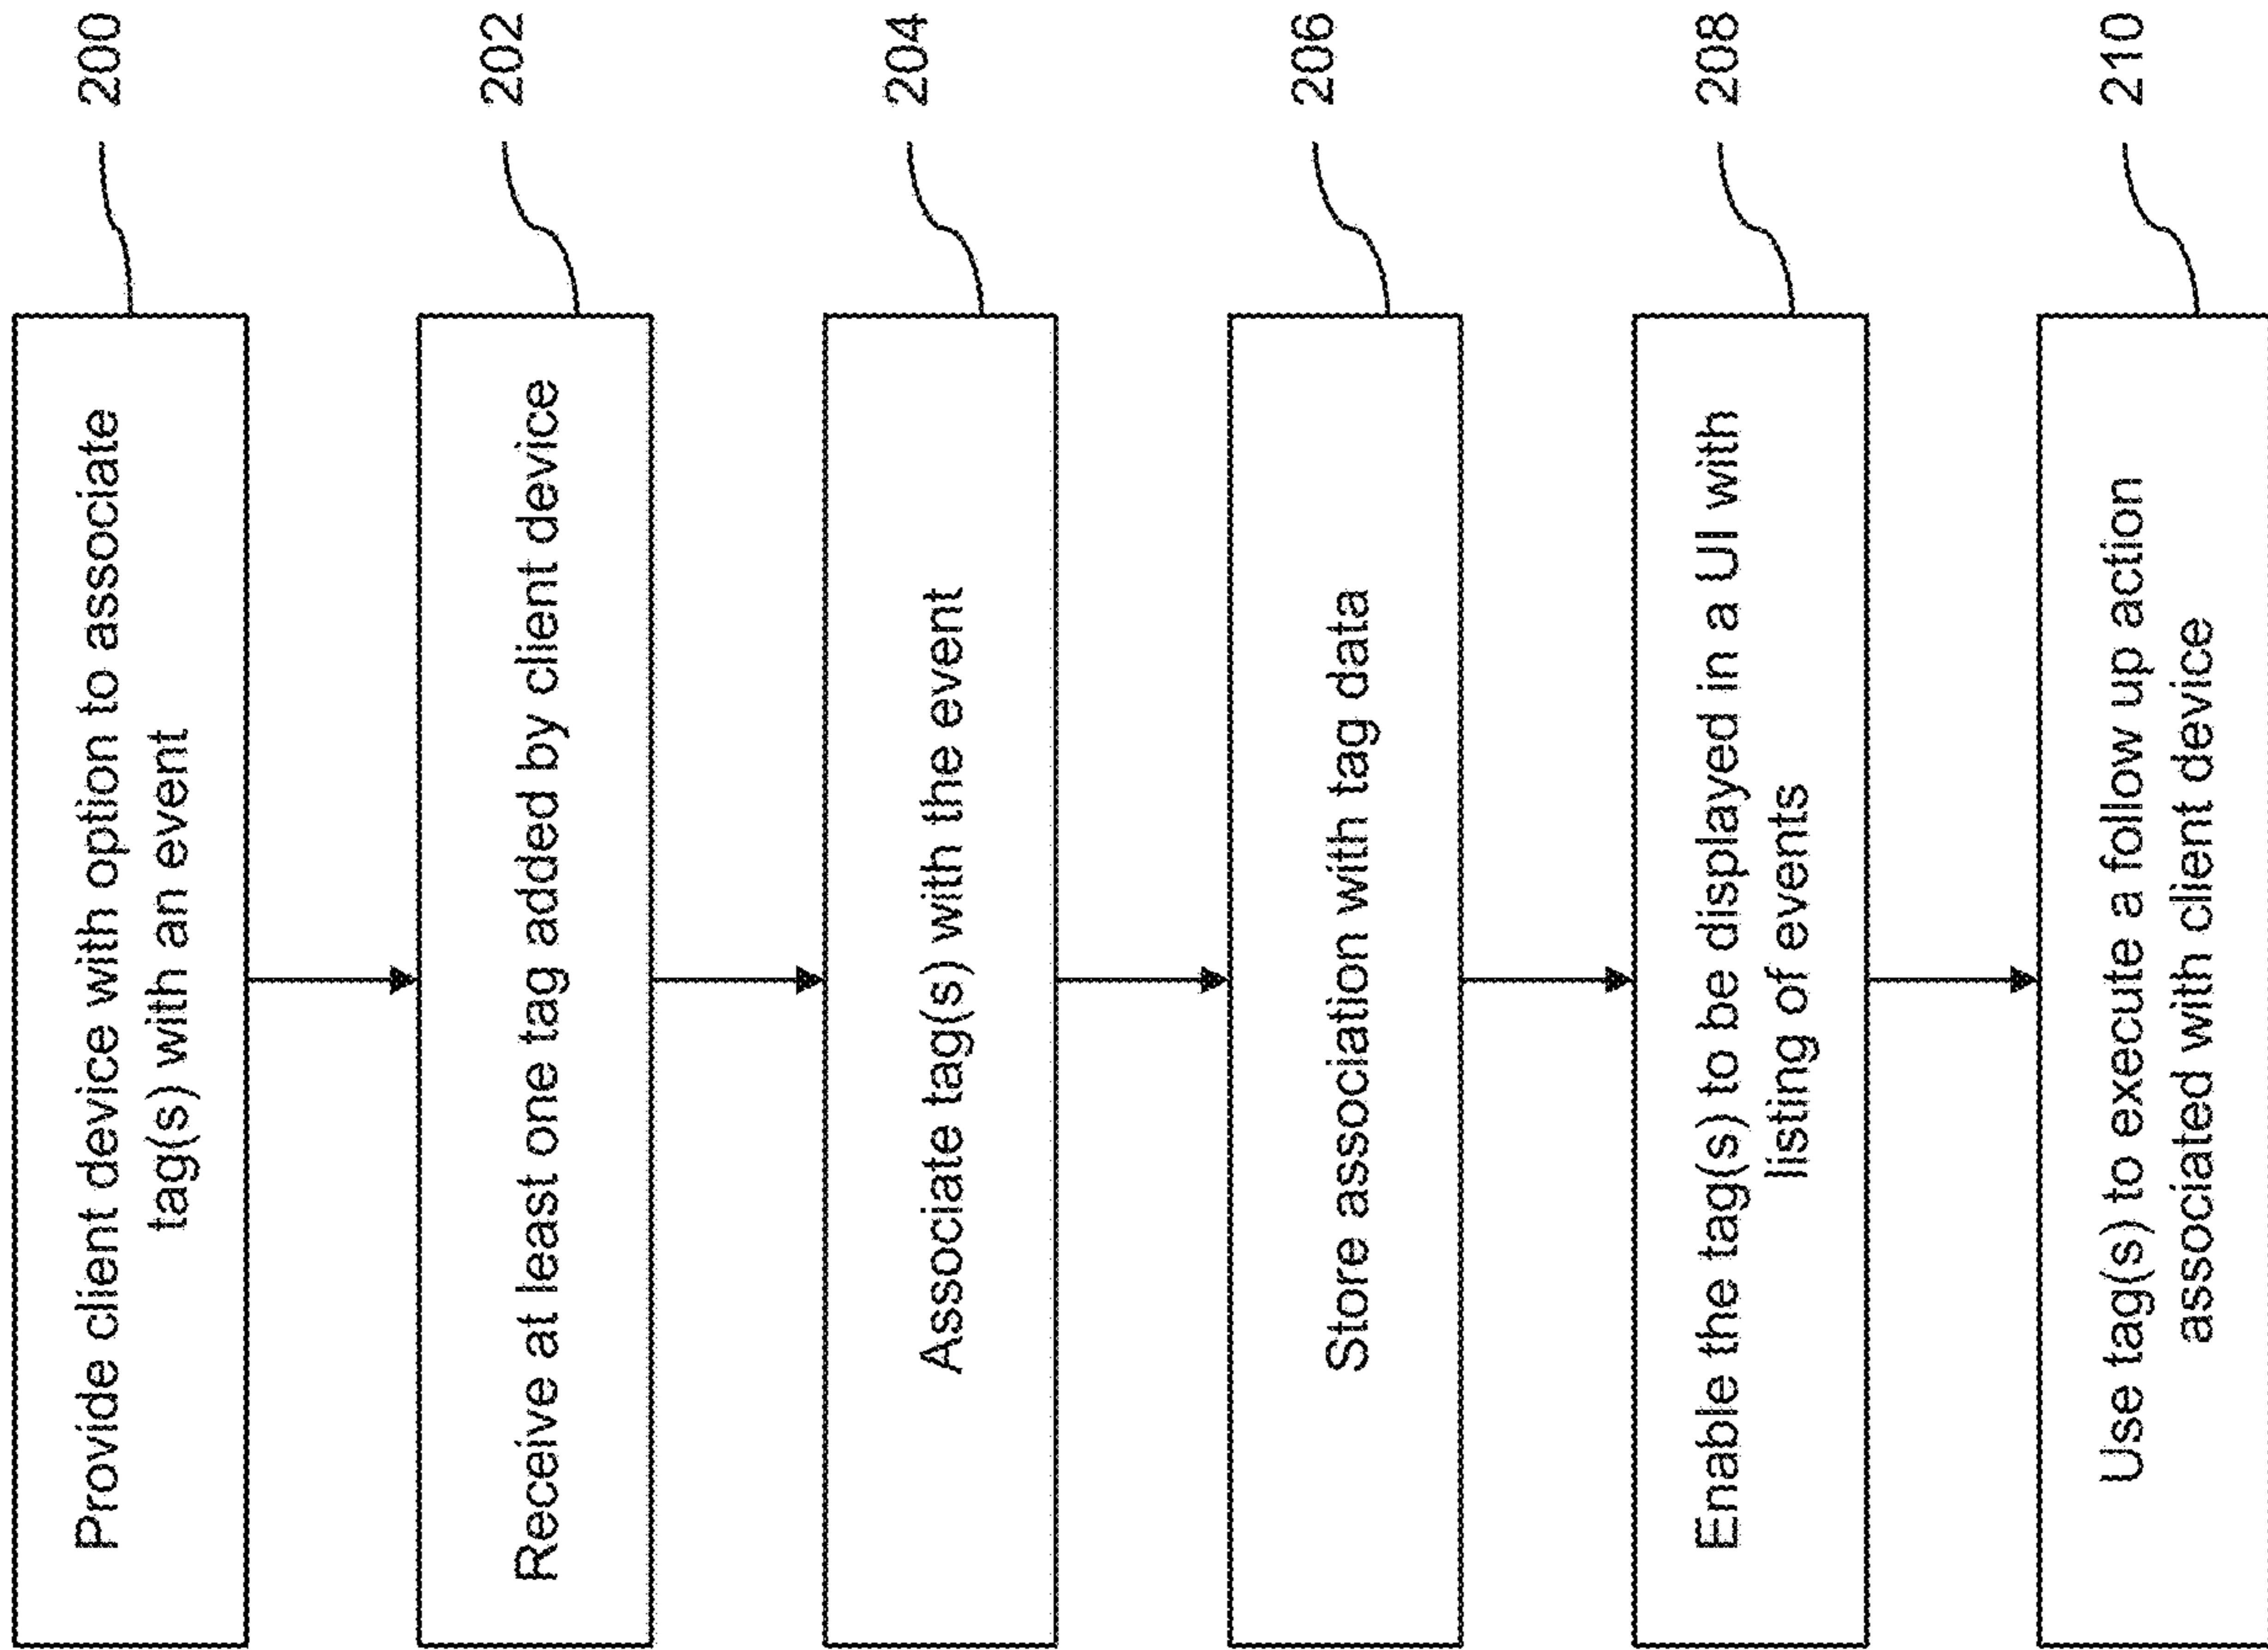 Provide client device with option to associate
tag(s) with an event
200
Receive at least one tag added by client device
202
Associate tag(s) with the event
204
Store association with tag data
206
Enable the tag(s) to be displayed in a UI with
listing of events
208
Use tag(s) to execute a follow up action
associated with client device
210